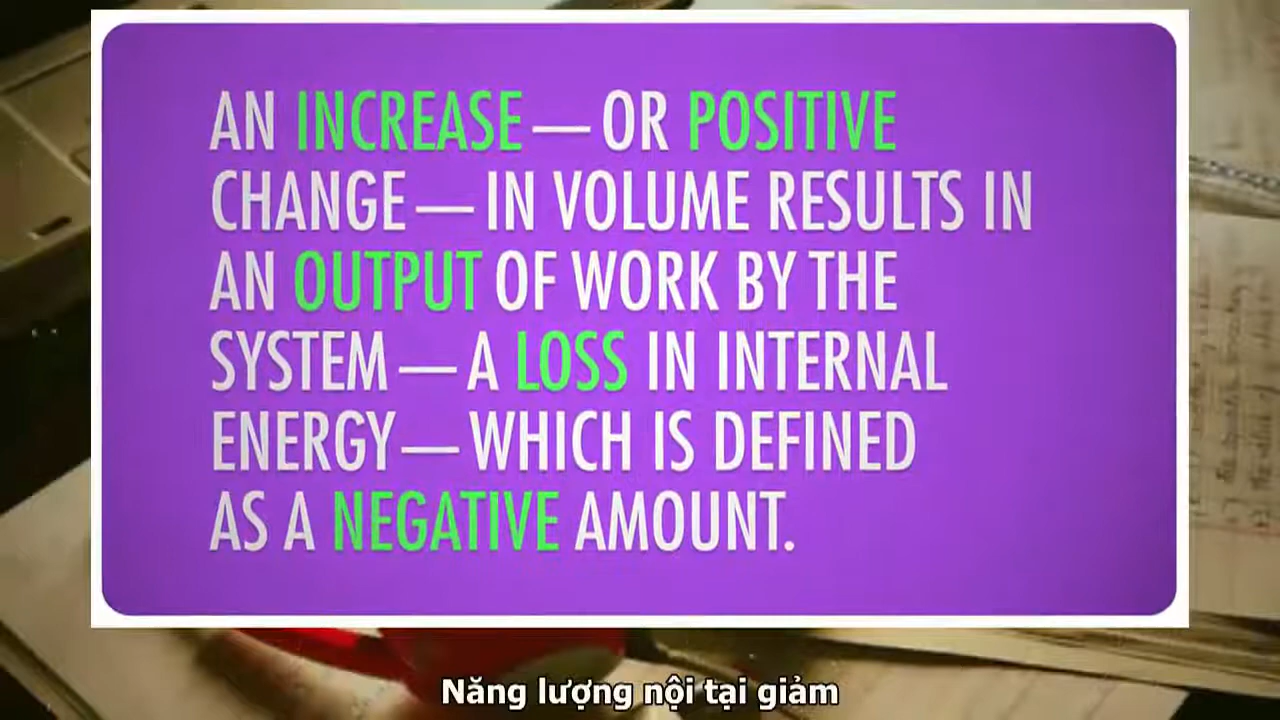 AN INCREASE—OR POSITIVE
CHANGE—IN VOLUME RESULTS IN
AN OUTPUT OF WORK BY THE
SYSTEM—A LOSS IN INTERNAL
ENERGY—WHICH IS DEFINED
AS A NEGATIVE AMOUNT.
Năng lượng nội tại giảm